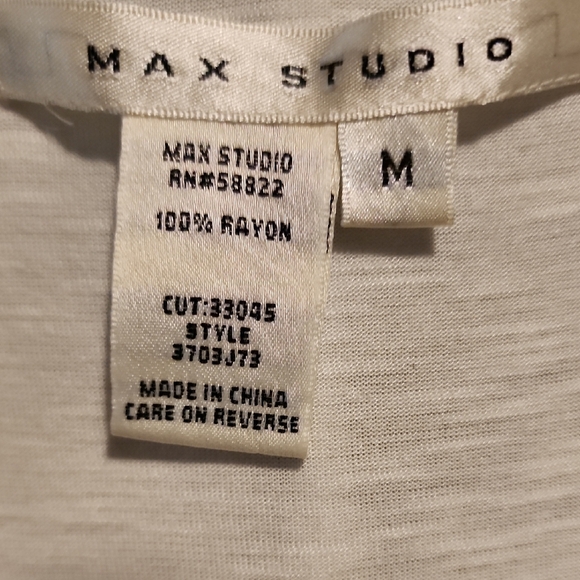 MAX STUDIO
M
MAX STUDIO
RN#58822
100% RAYON
CUT:33045
STYLE
3703J73
MADE IN CHINA
CARE ON REVERSE